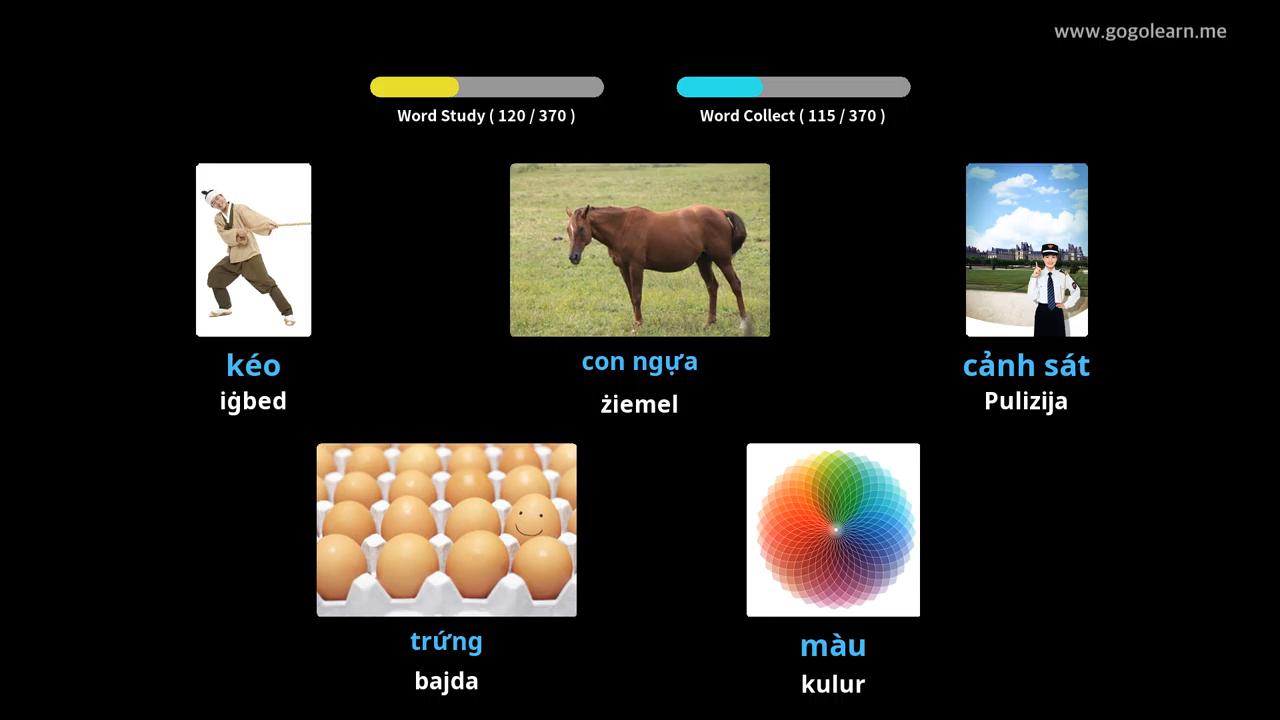 www.gogolearn.me
Word Study ( 120 / 370 )
Word Collect ( 115 / 370 )
kéo
iġbed
con ngựa
żiemel
cảnh sát
Pulizija
trứng
bajda
màu
kulur